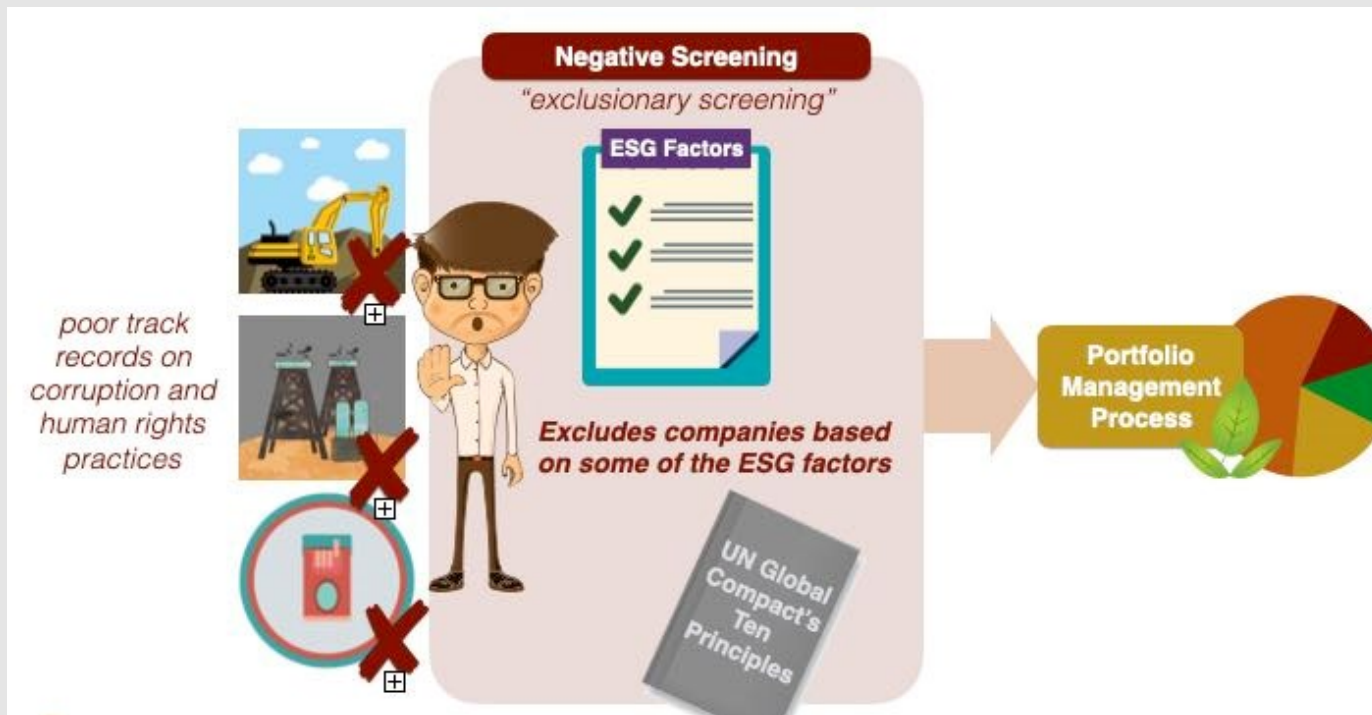 Negative Screening
“exclusionary screening”
ESG Factors
poor track
records on
corruption and
human rights
practices
Excludes companies based
on some of the ESG factors
UN Global
Compact's
Ten
Principles
Portfolio
Management
Process